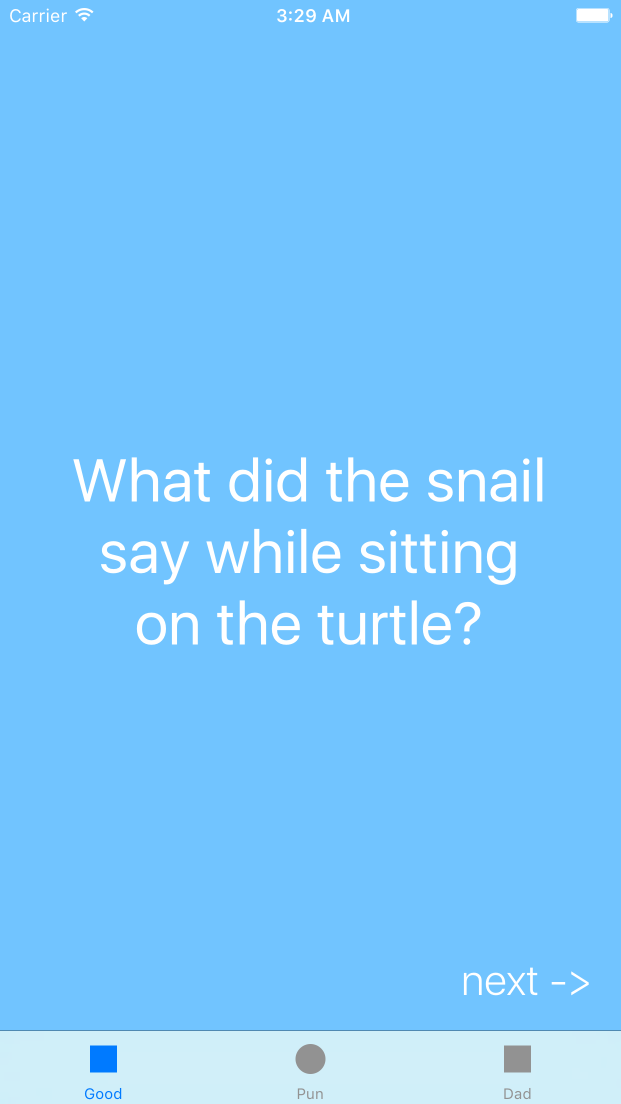 Carrier 3:29 AM
What did the snail
say while sitting
on the turtle?
next ->
Good Pun Dad